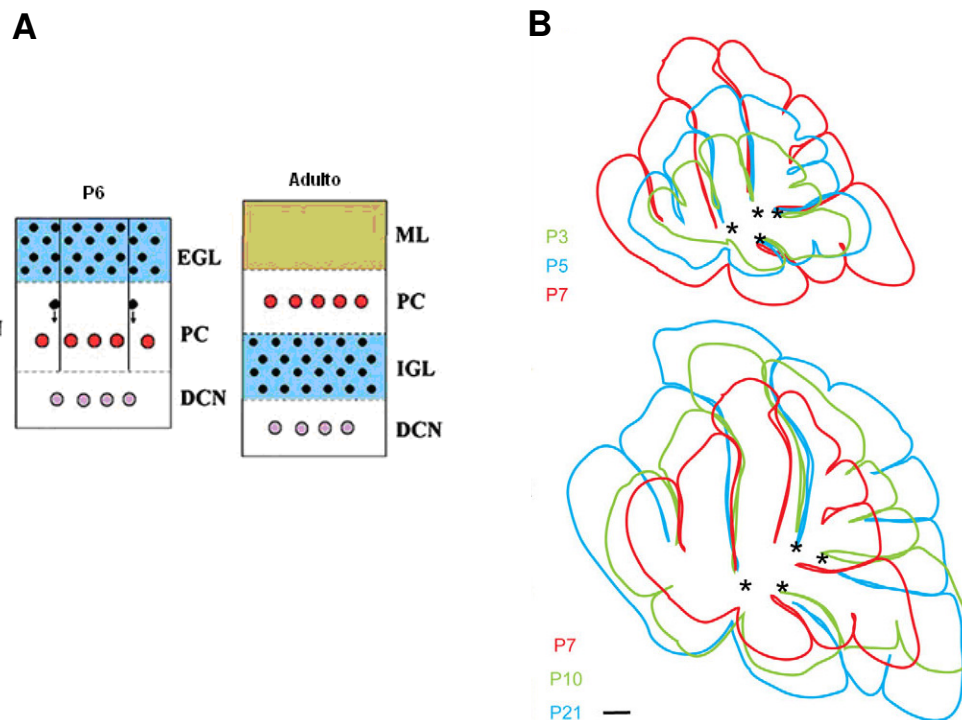 A
P6
EGL
PC
DCN
Adulto
ML
PC
IGL
DCN
B
P3
P5
P7
* * * *
P7
P10
P21
* * * *